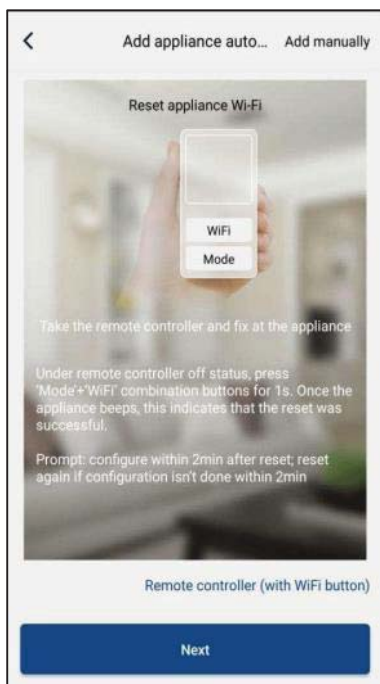 Add appliance auto... Add manually
Reset appliance Wi-Fi
WiFi
Mode
Take the remote controller and fix at the appliance
Under remote controller off status, press
'Mode'+'WiFi' combination buttons for 1s. Once the
appliance beeps, this indicates that the reset was
successful.
Prompt: configure within 2min after reset; reset
again if configuration isn't done within 2min
Remote controller (with WiFi button)
Next